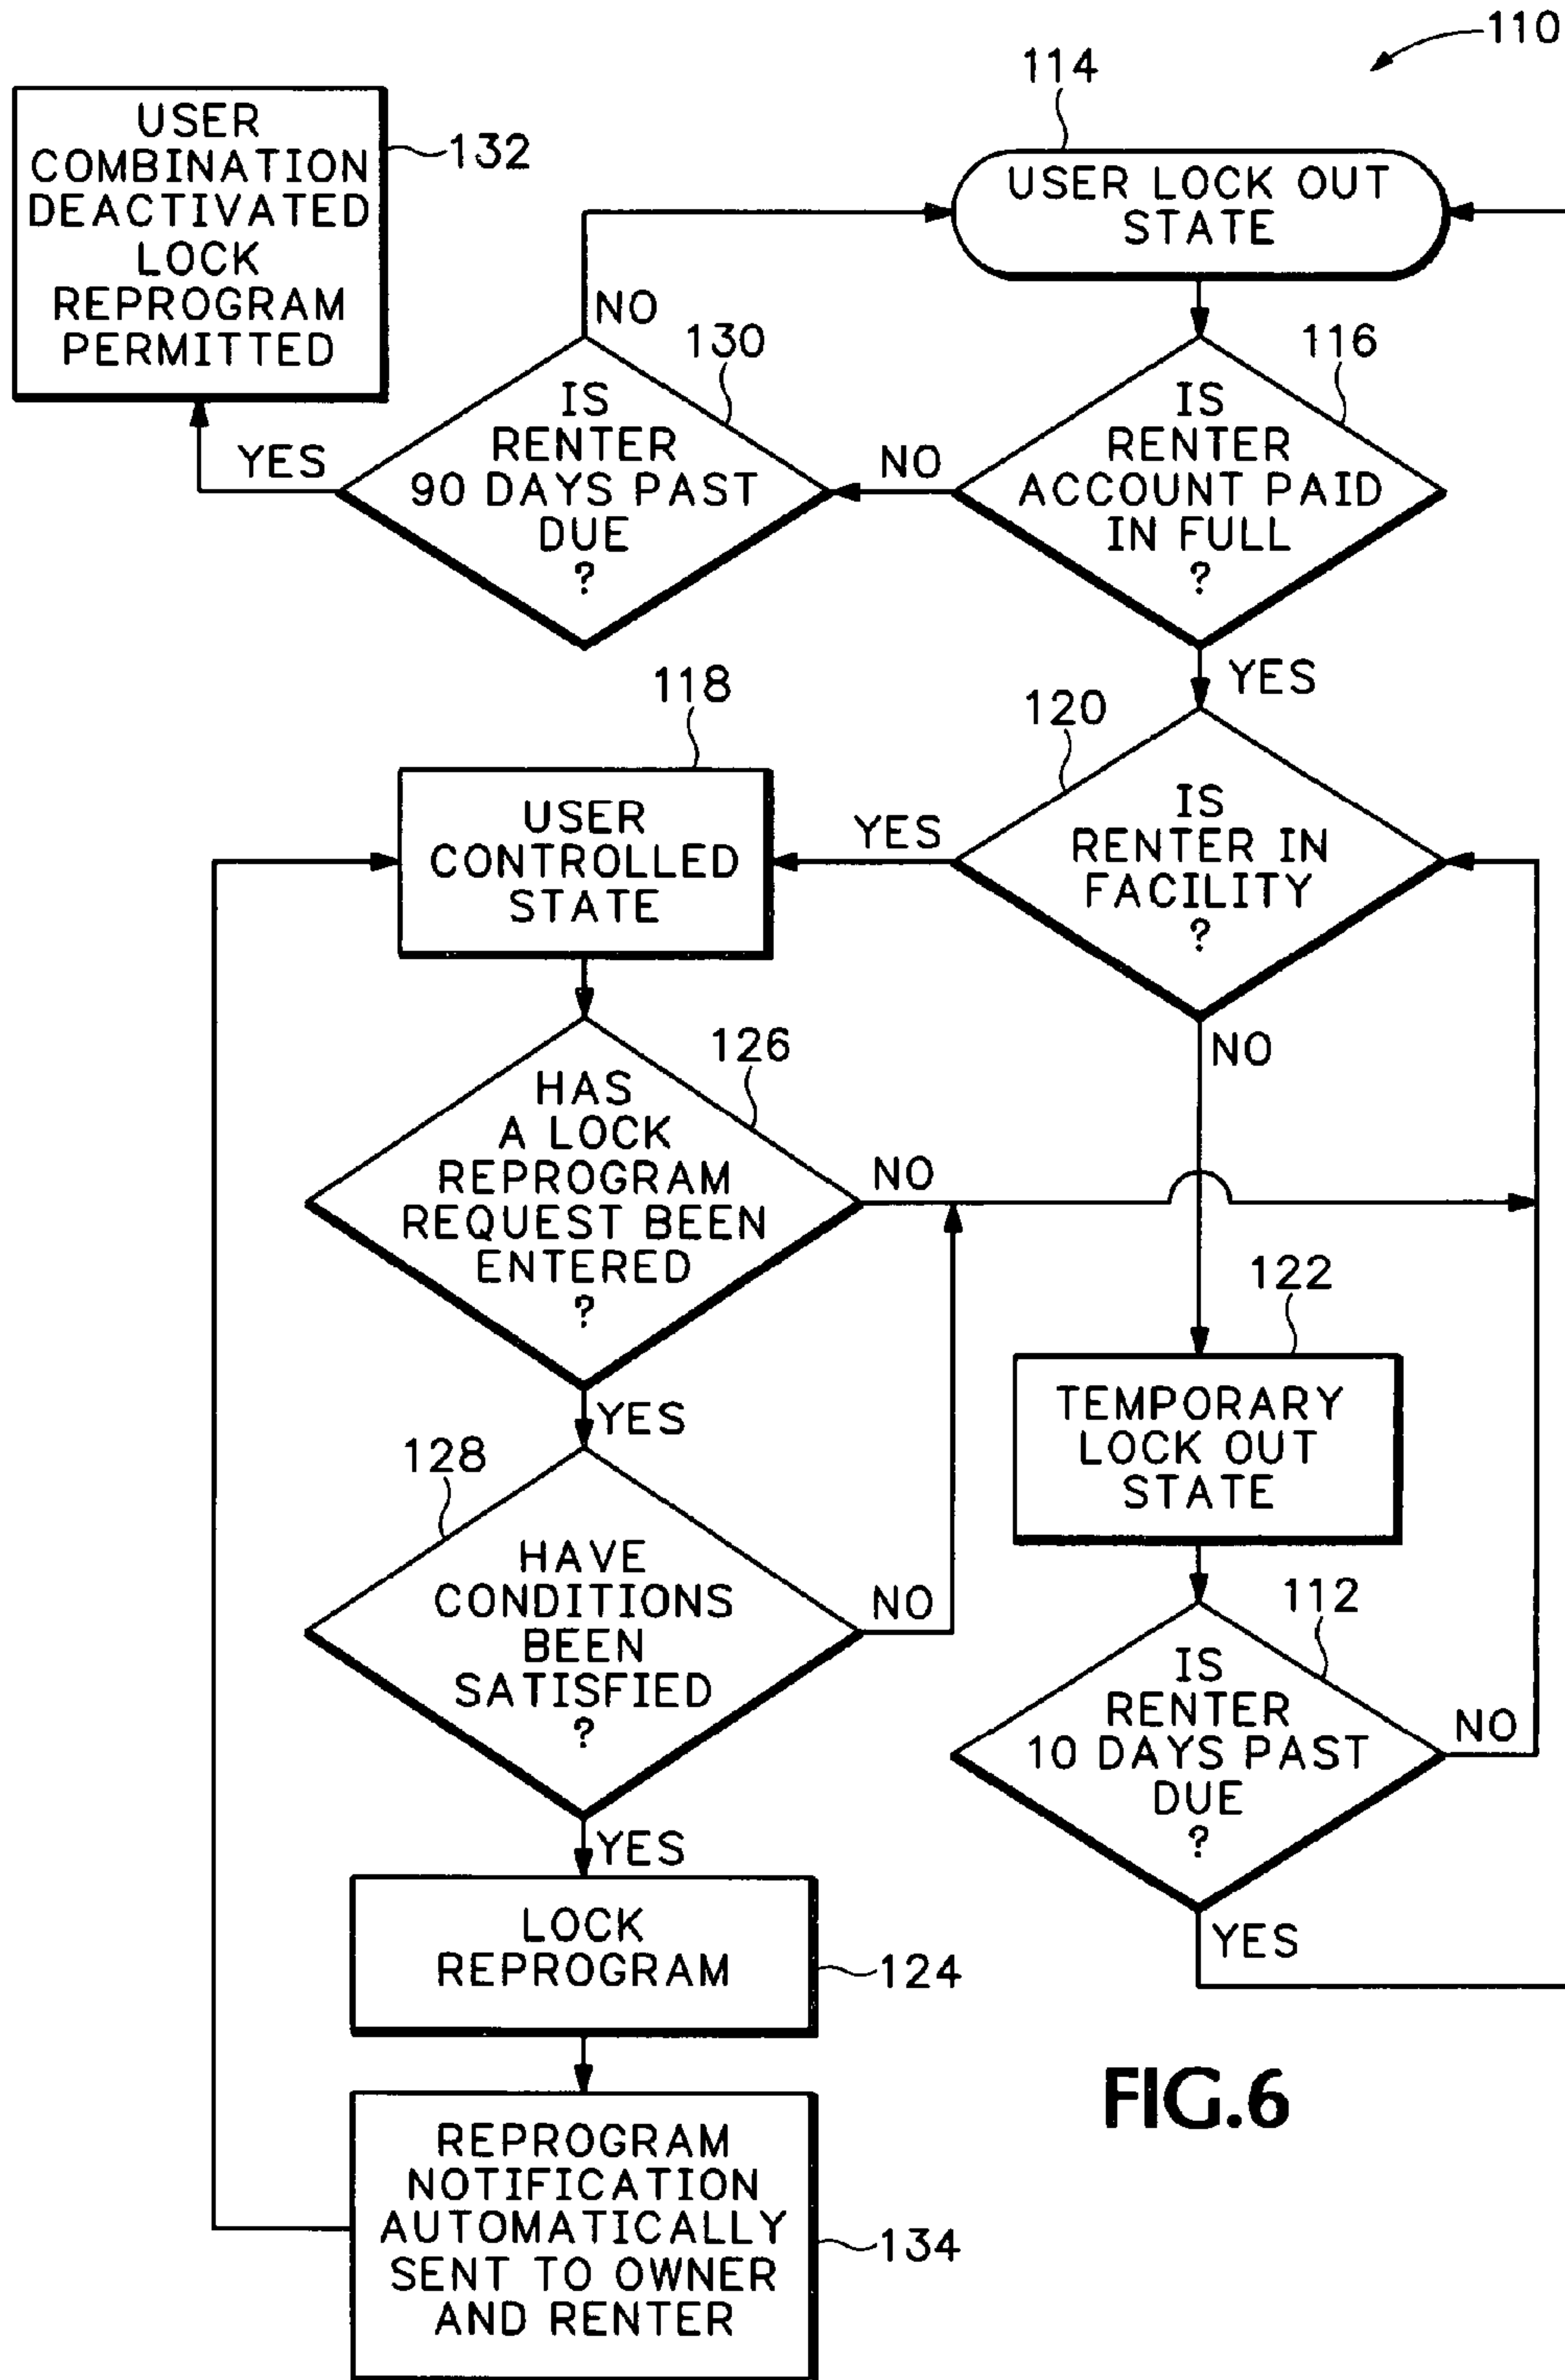 110
114
USER LOCK OUT
STATE
USER
COMBINATION
DEACTIVATED
LOCK
REPROGRAM
PERMITTED
132
NO
130
IS
RENTER
90 DAYS PAST
DUE
?
YES
NO
116
IS
RENTER
ACCOUNT PAID
IN FULL
?
YES
118
USER
CONTROLLED
STATE
YES
120
IS
RENTER IN
FACILITY
?
NO
126
HAS
A LOCK
REPROGRAM
REQUEST BEEN
ENTERED
?
NO
YES
122
TEMPORARY
LOCK OUT
STATE
128
HAVE
CONDITIONS
BEEN
SATISFIED
?
NO
YES
112
IS
RENTER
10 DAYS PAST
DUE
?
NO
YES
LOCK
REPROGRAM
124
REPROGRAM
NOTIFICATION
AUTOMATICALLY
SENT TO OWNER
AND RENTER
134
FIG.6